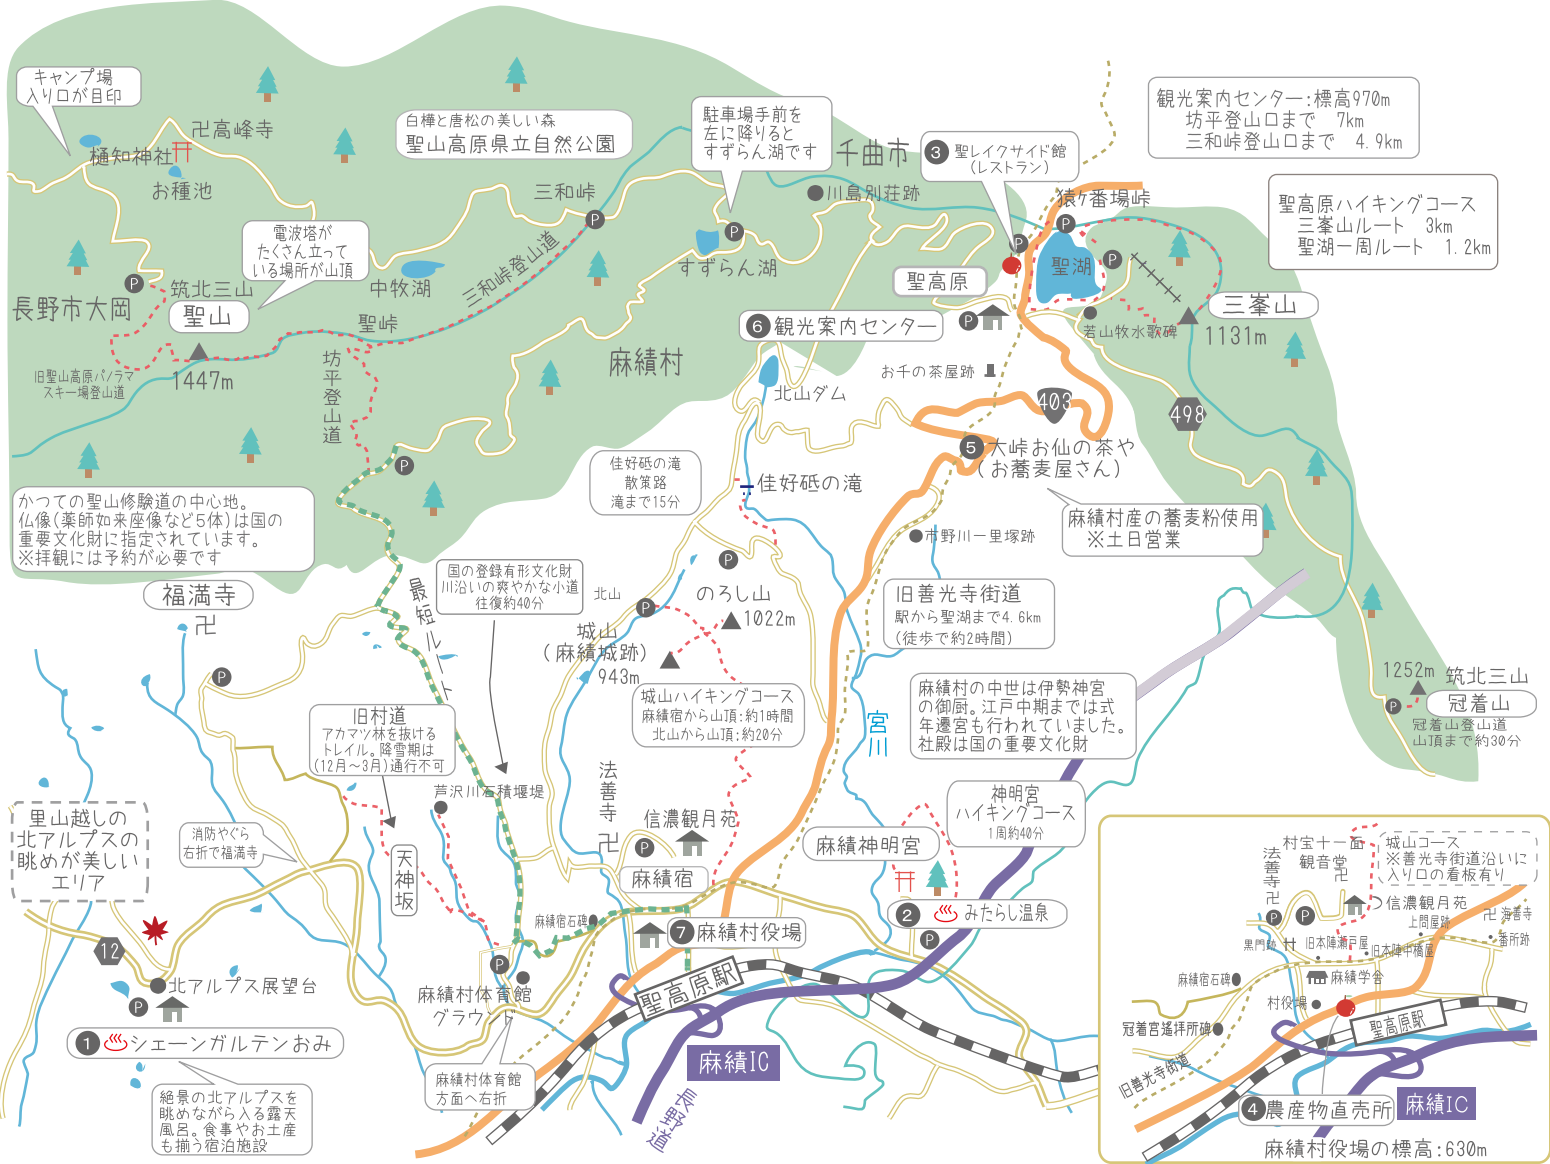 キャンプ場
入り口が目印
卍高峰寺
樋知神社
お種池
白樺と唐松の美しい森
聖山高原県立自然公園
駐車場手前を
左に降りると
すずらん湖です
千曲市
3 聖レイクサイド館
(レストラン)
観光案内センター:標高970m
坊平登山口まで 7km
三和峠登山口まで 4.9km
川島別荘跡
三和峠
猿ヶ番場峠
聖高原ハイキングコース
三峯山ルート 3km
聖湖一周ルート 1.2km
電波塔が
たくさん立って
いる場所が山頂
中牧湖
すずらん湖
三和峠登山道
聖湖
聖高原
長野市大岡
筑北三山
聖山
1447m
聖峠
旧聖山高原パノラマ
スキー場登山道
坊平登山道
麻績村
6 観光案内センター
三峯山
1131m
若山牧水歌碑
お千の茶屋跡
北山ダム
403
498
5 大峠お仙の茶や
(お蕎麦屋さん)
佳好砥の滝
散策路
滝まで15分
佳好砥の滝
麻績村産の蕎麦粉使用
※土日営業
かつての聖山修験道の中心地。
仏像(薬師如来座像など5体)は国の
重要文化財に指定されています。
※拝観には予約が必要です
福満寺
卍
最短ルート
国の登録有形文化財
川沿いの爽やかな小道
往復約40分
市野川一里塚跡
北山
のろし山
1022m
城山
(麻績城跡)
943m
旧善光寺街道
駅から聖湖まで4.6km
(徒歩で約2時間)
城山ハイキングコース
麻績宿から山頂:約1時間
北山から山頂:約20分
宮川
麻績村の中世は伊勢神宮
の御厨。江戸中期までは式
年遷宮も行われていました。
社殿は国の重要文化財
1252m
筑北三山
冠着山
冠着山登山道
山頂まで約30分
旧村道
アカマツ林を抜ける
トレイル。降雪期は
(12月〜3月)通行不可
芦沢川石積堰堤
法善寺
卍
信濃観月苑
麻績宿
神明宮
ハイキングコース
1周約40分
麻績神明宮
里山越しの
北アルプスの
眺めが美しい
エリア
消防やぐら
右折で福満寺
天神坂
麻績宿石碑
7 麻績村役場
2 みたらし温泉
12
北アルプス展望台
1 シェーンガルテンおみ
絶景の北アルプスを
眺めながら入る露天
風呂。食事やお土産
も揃う宿泊施設
麻績村体育館
グラウンド
麻績村体育館
方面へ右折
聖高原駅
麻績IC
長野道
城山コース
※善光寺街道沿いに
入り口の看板有り
村宝十一面
観音堂
卍
法善寺
卍
信濃観月苑
上問屋跡
卍 海善寺
番所跡
黒門跡
旧本陣瀬戸屋
旧本陣中橋屋
麻績宿石碑
麻績学舎
村役場
冠着宮遙拝所碑
聖高原駅
旧善光寺街道
4 農産物直売所
麻績IC
麻績村役場の標高:630m